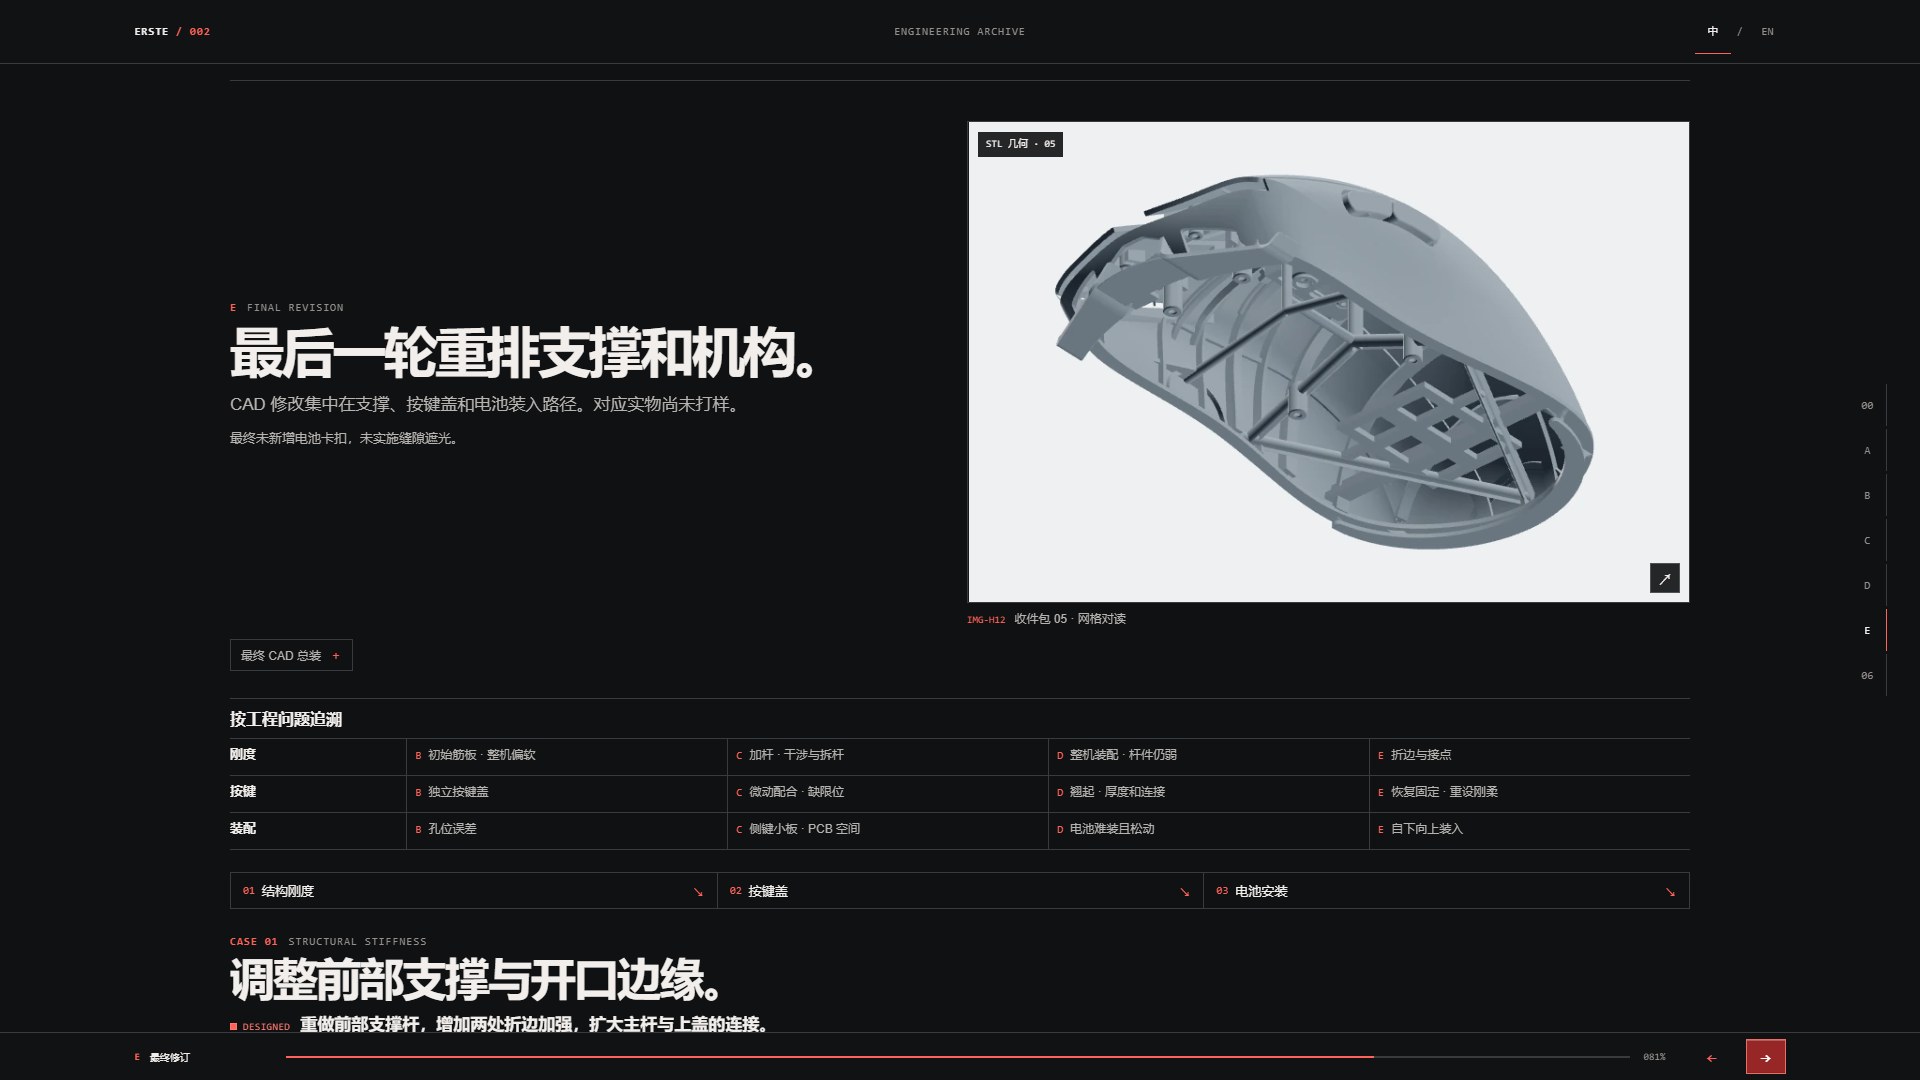 ERSTE / 002
ENGINEERING ARCHIVE
中 / EN
STL 几何 · 05
E FINAL REVISION
最后一轮重排支撑和机构。
CAD 修改集中在支撑、按键盖和电池装入路径。对应实物尚未打样。
最终未新增电池卡扣，未实施缝隙遮光。
IMG-H12 收件包 05 · 网格对读
最终 CAD 总装 +
按工程问题追溯
刚度 B 初始筋板 · 整机偏软 C 加杆 · 干涉与拆杆 D 整机装配 · 杆件仍弱 E 折边与接点
按键 B 独立按键盖 C 微动配合 · 缺限位 D 翘起 · 厚度和连接 E 恢复固定 · 重设刚柔
装配 B 孔位误差 C 侧键小板 · PCB 空间 D 电池难装且松动 E 自下向上装入
01 结构刚度 ↘ 02 按键盖 ↘ 03 电池安装 ↘
CASE 01 STRUCTURAL STIFFNESS
调整前部支撑与开口边缘。
DESIGNED 重做前部支撑杆，增加两处折边加强，扩大主杆与上盖的连接。
00
A
B
C
D
E
06
E 最终修订
081% ← →